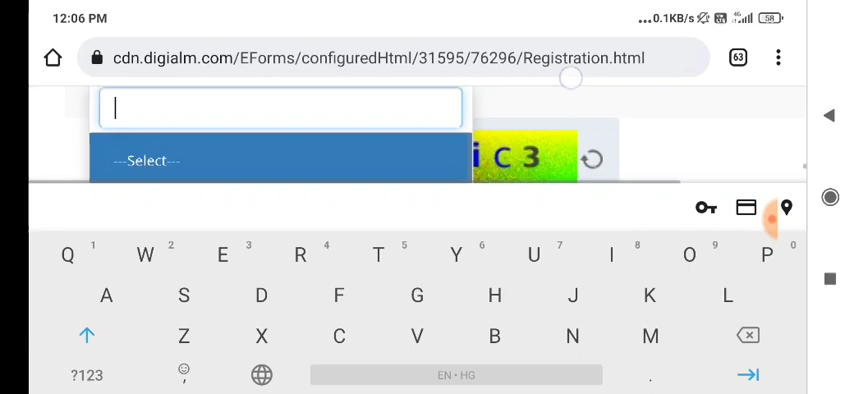 12:06 PM
...0.1KB/s 4G 58
cdn.digialm.com/EForms/configuredHtml/31595/76296/Registration.html 63
---Select---
i c 3
Q 1 W 2 E 3 R 4 T 5 Y 6 U 7 I 8 O 9 P 0
A S D F G H J K L
Z X C V B N M
?123 , EN • HG .